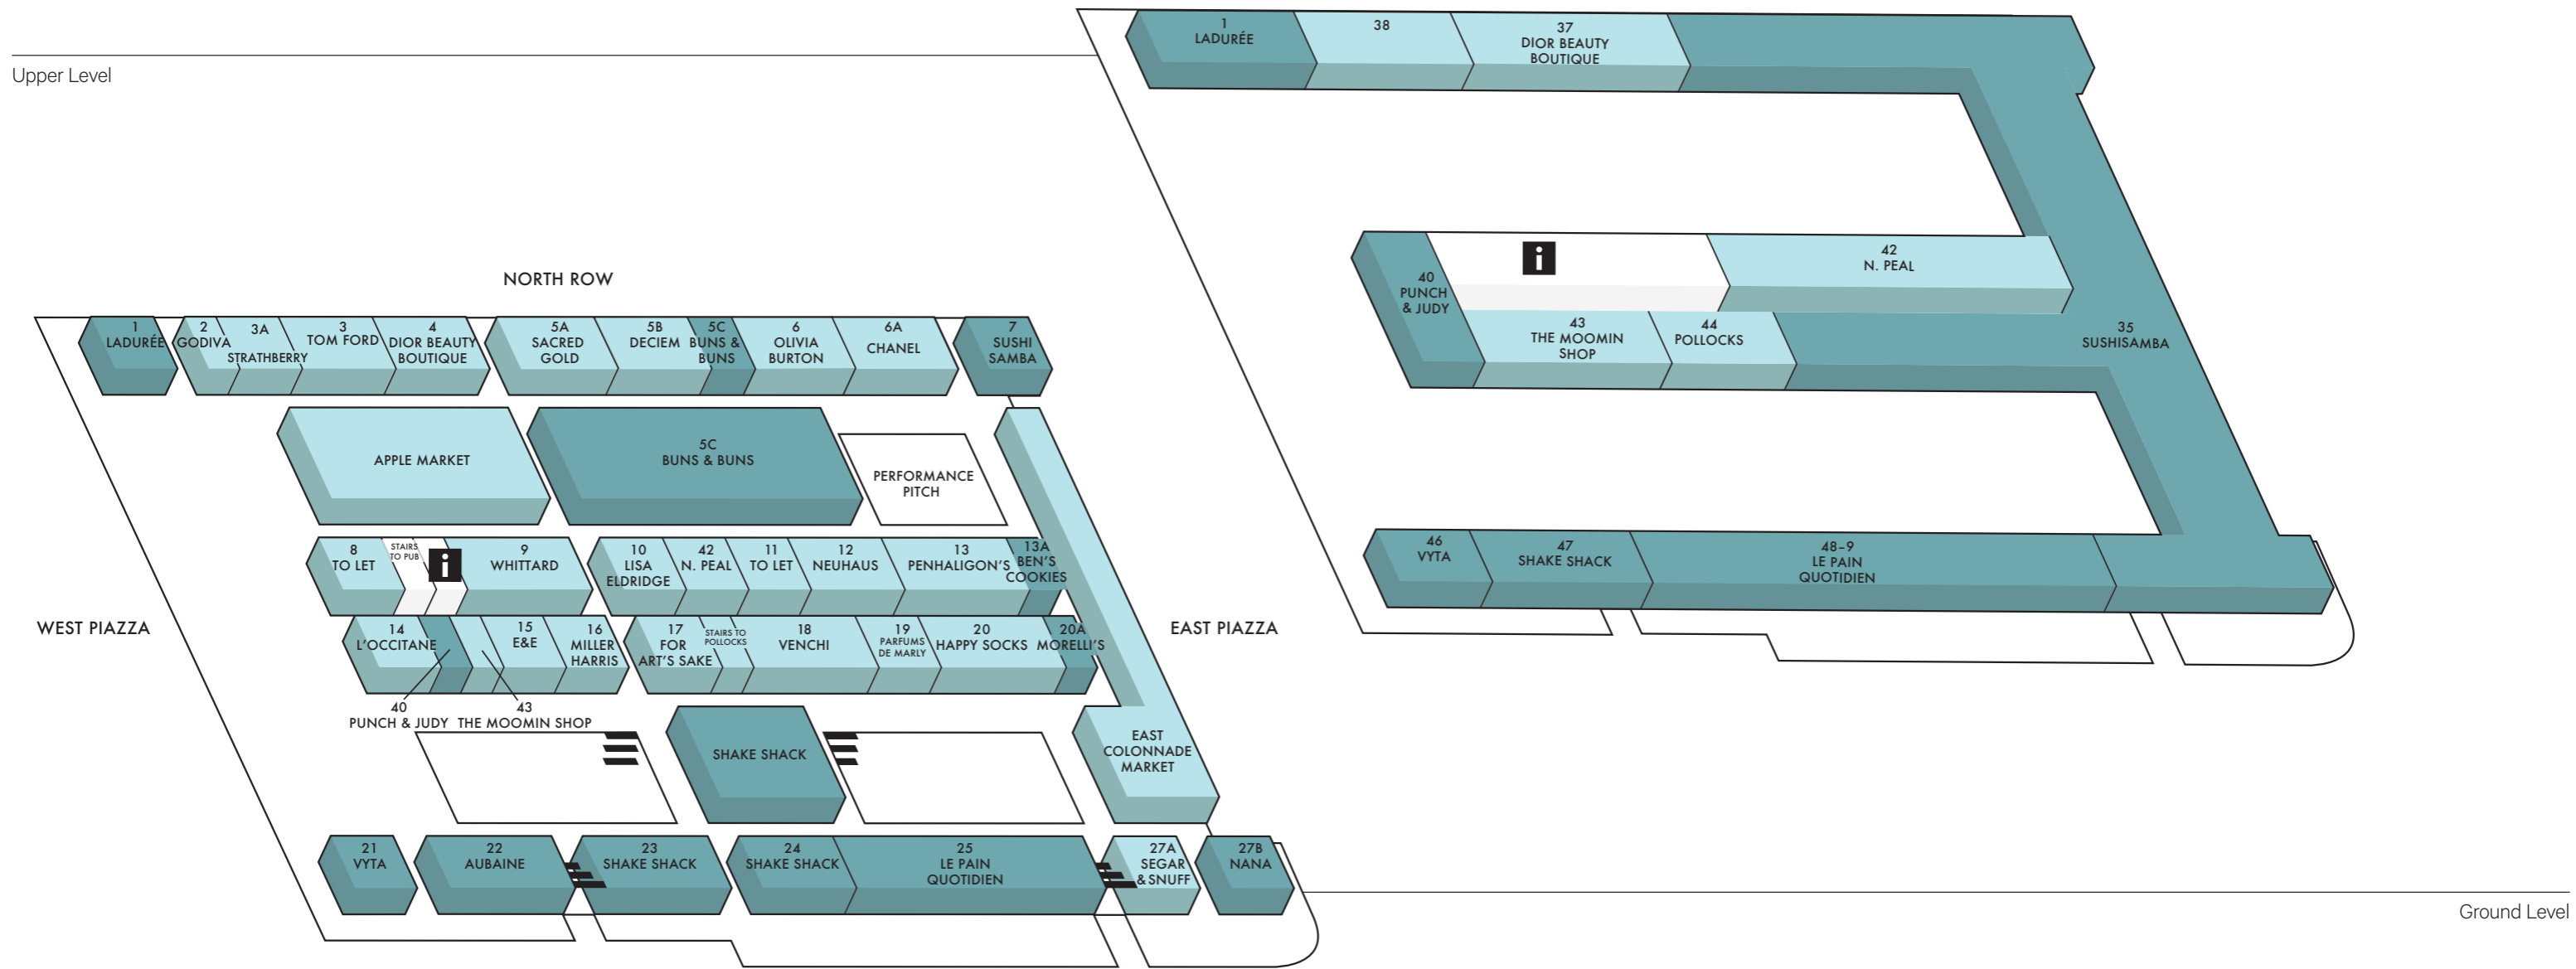 Upper Level
1
LADURÉE
38
37
DIOR BEAUTY
BOUTIQUE
i
42
N. PEAL
40
PUNCH
& JUDY
43
THE MOOMIN
SHOP
44
POLLOCKS
35
SUSHISAMBA
46
VYTA
47
SHAKE SHACK
48–9
LE PAIN
QUOTIDIEN
NORTH ROW
1
LADURÉE
2
GODIVA
3A
STRATHBERRY
3
TOM FORD
4
DIOR BEAUTY
BOUTIQUE
5A
SACRED
GOLD
5B
DECIEM
5C
BUNS &
BUNS
6
OLIVIA
BURTON
6A
CHANEL
7
SUSHI
SAMBA
APPLE MARKET
5C
BUNS & BUNS
PERFORMANCE
PITCH
8
TO LET
STAIRS
TO PUB
i
9
WHITTARD
10
LISA
ELDRIDGE
42
N. PEAL
11
TO LET
12
NEUHAUS
13
PENHALIGON'S
13A
BEN'S
COOKIES
WEST PIAZZA
14
L'OCCITANE
15
E&E
16
MILLER
HARRIS
17
FOR
ART'S SAKE
STAIRS TO
POLLOCKS
18
VENCHI
19
PARFUMS
DE MARLY
20
HAPPY SOCKS
20A
MORELLI'S
EAST PIAZZA
40
PUNCH & JUDY
43
THE MOOMIN SHOP
SHAKE SHACK
EAST
COLONNADE
MARKET
21
VYTA
22
AUBAINE
23
SHAKE SHACK
24
SHAKE SHACK
25
LE PAIN
QUOTIDIEN
27A
SEGAR
& SNUFF
27B
NANA
Ground Level